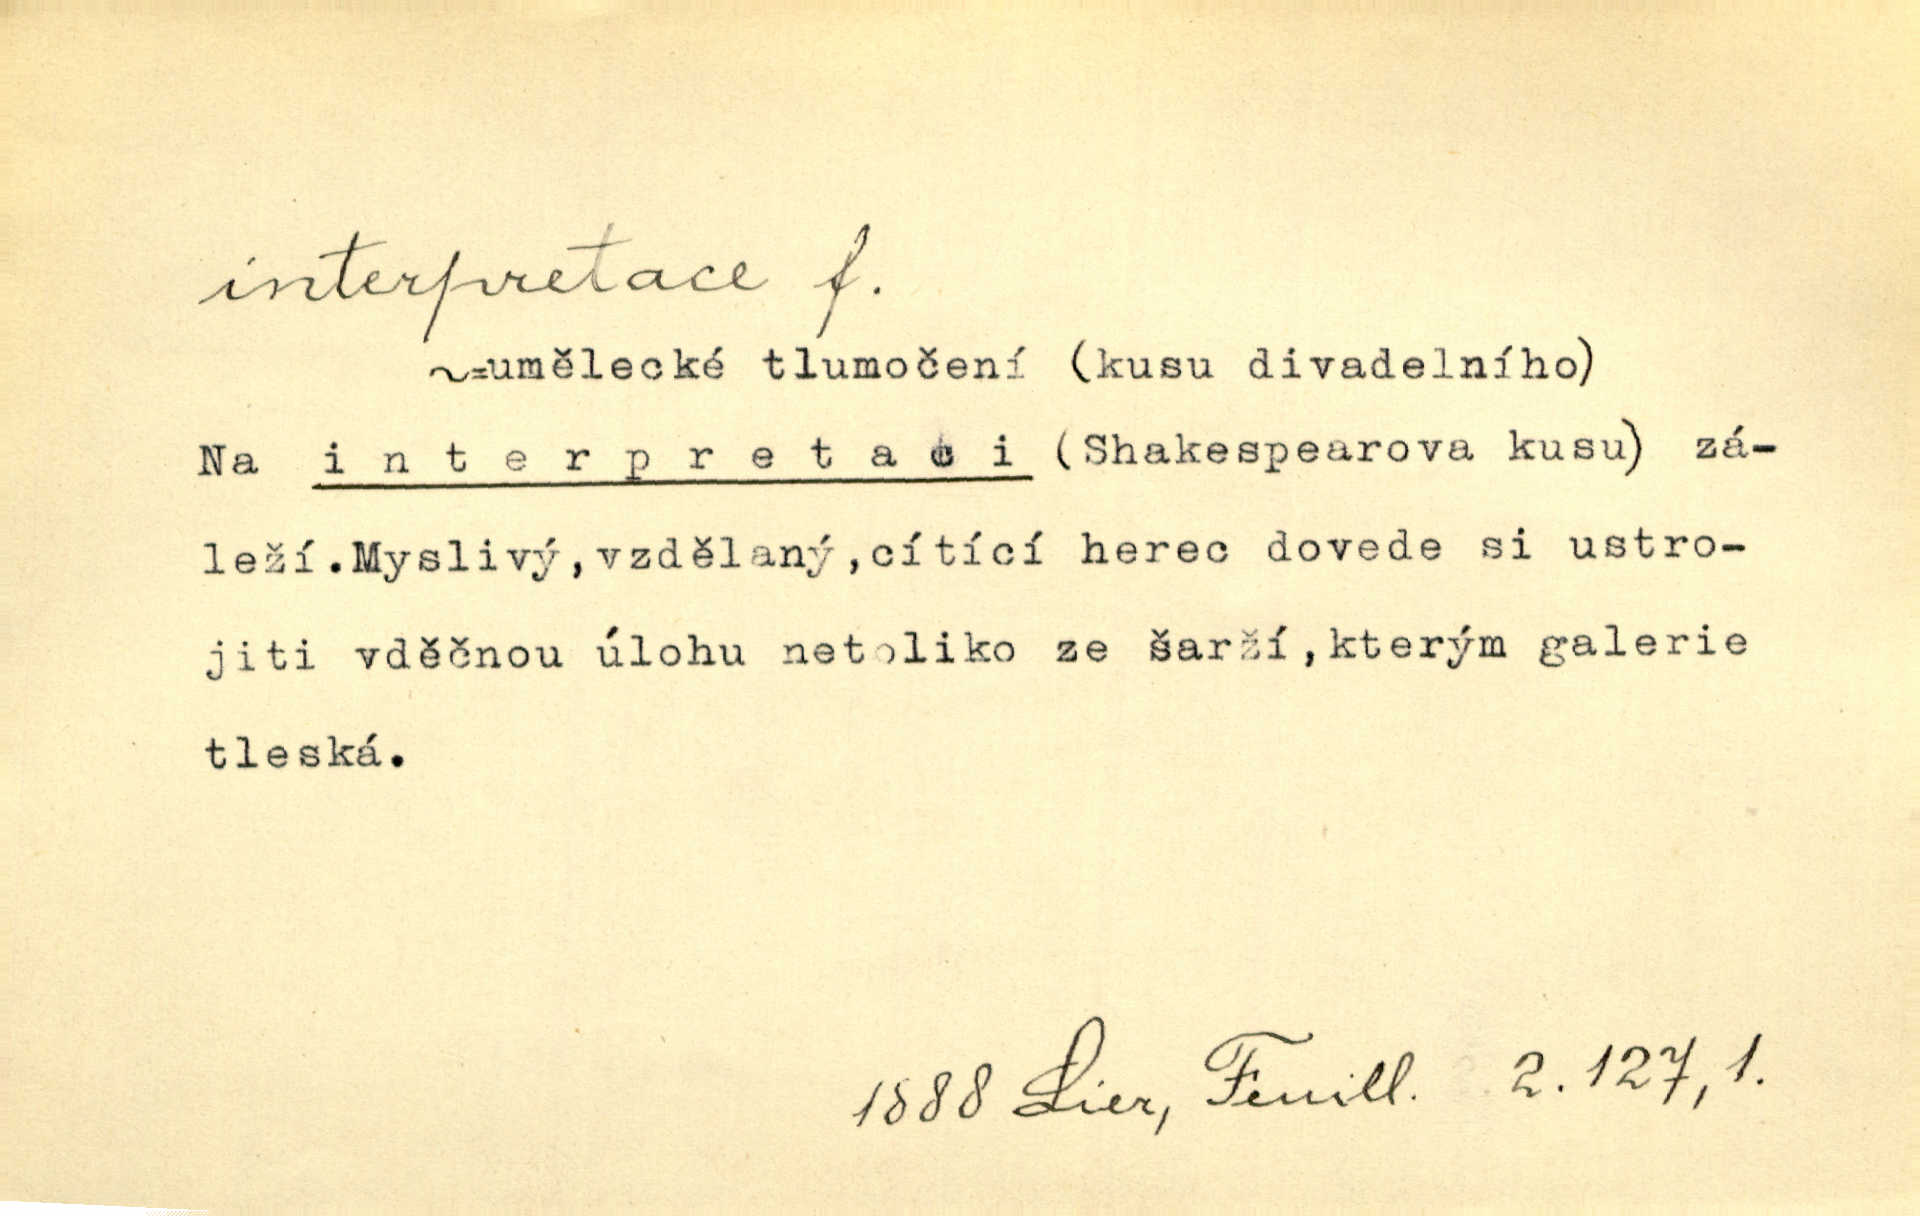 interpretace f.
~=umělecké tlumočení (kusu divadelního)
Na i n t e r p r e t a c i (Shakespearova kusu) zá-
leží.Myslivý,vzdělaný,cítící herec dovede si ustro-
jiti vděčnou úlohu netoliko ze šarží,kterým galerie
tleská.
1888 Lier, Feuill. 2. 127, 1.